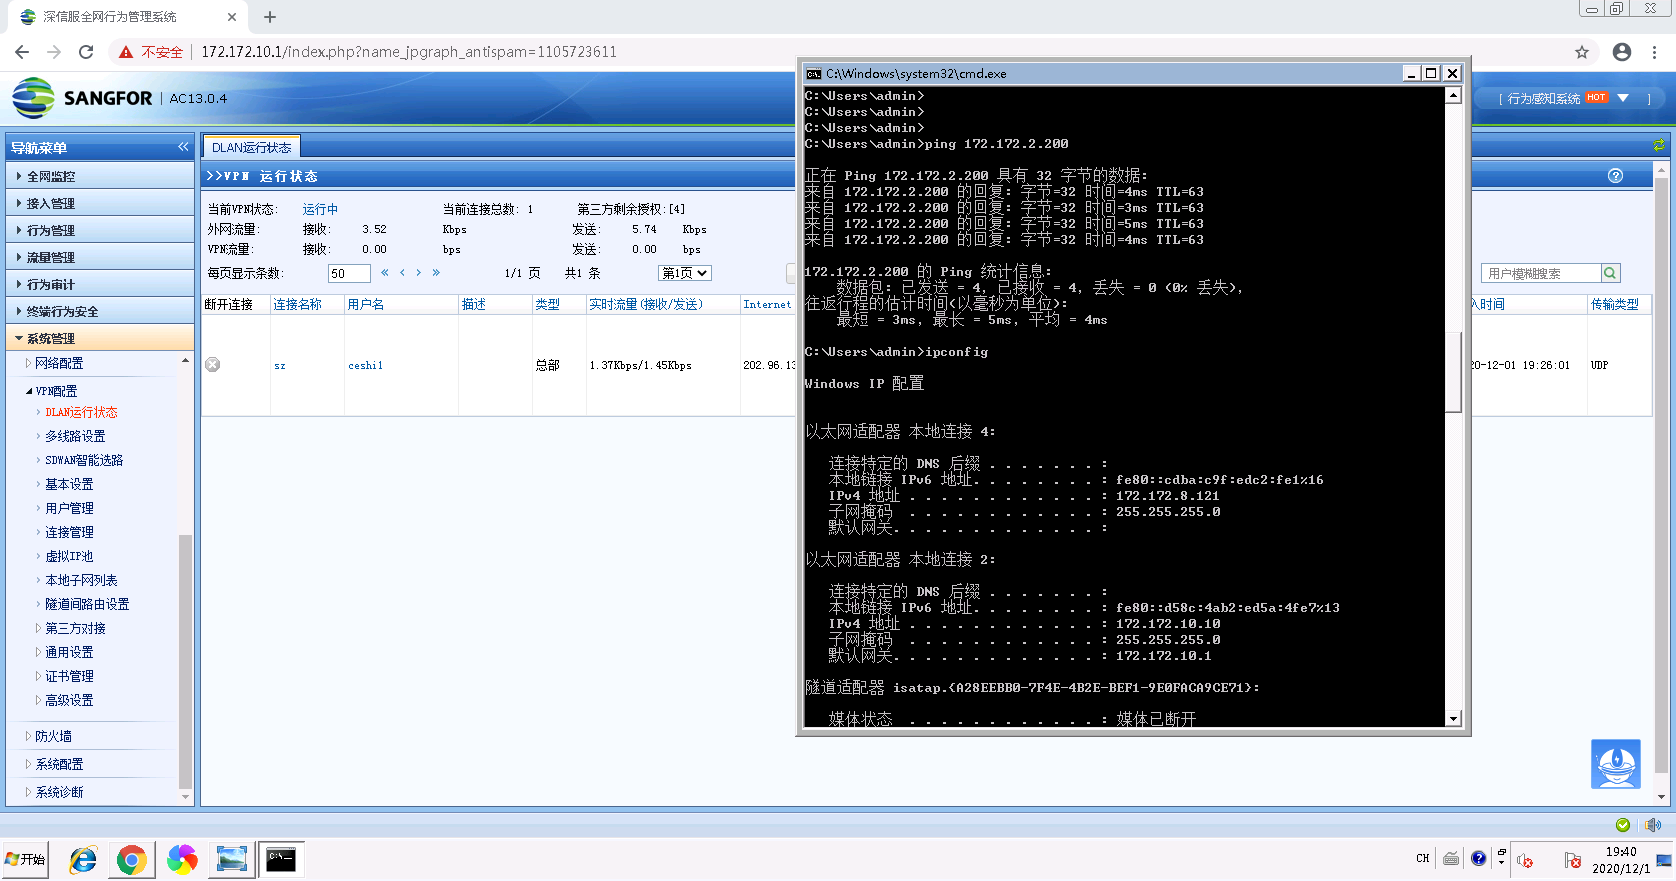 深信服全网行为管理系统
不安全 172.172.10.1/index.php?name_jpgraph_antispam=1105723611
SANGFOR AC13.0.4
[ 行为感知系统 HOT ]
导航菜单
全网监控
接入管理
行为管理
流量管理
行为审计
终端行为安全
系统管理
网络配置
VPN配置
DLAN运行状态
多线路设置
SDWAN智能选路
基本设置
用户管理
连接管理
虚拟IP池
本地子网列表
隧道间路由设置
第三方对接
通用设置
证书管理
高级设置
防火墙
系统配置
系统诊断
DLAN运行状态
>>VPN 运行状态
当前VPN状态: 运行中 当前连接总数: 1 第三方剩余授权:[4]
外网流量: 接收: 3.52 Kbps 发送: 5.74 Kbps
VPN流量: 接收: 0.00 bps 发送: 0.00 bps
每页显示条数: 50 « ‹ › » 1/1 页 共1 条 第1页
用户模糊搜索
断开连接 连接名称 用户名 描述 类型 实时流量(接收/发送) Internet 入时间 传输类型
sz ceshi1 总部 1.37Kbps/1.45Kbps 202.96.13 20-12-01 19:26:01 UDP
C:\Windows\system32\cmd.exe
C:\Users\admin>
C:\Users\admin>
C:\Users\admin>
C:\Users\admin>ping 172.172.2.200
正在 Ping 172.172.2.200 具有 32 字节的数据:
来自 172.172.2.200 的回复: 字节=32 时间=4ms TTL=63
来自 172.172.2.200 的回复: 字节=32 时间=3ms TTL=63
来自 172.172.2.200 的回复: 字节=32 时间=5ms TTL=63
来自 172.172.2.200 的回复: 字节=32 时间=4ms TTL=63
172.172.2.200 的 Ping 统计信息:
数据包: 已发送 = 4, 已接收 = 4, 丢失 = 0 (0% 丢失),
往返行程的估计时间(以毫秒为单位):
最短 = 3ms, 最长 = 5ms, 平均 = 4ms
C:\Users\admin>ipconfig
Windows IP 配置
以太网适配器 本地连接 4:
连接特定的 DNS 后缀 . . . . . . . :
本地链接 IPv6 地址. . . . . . . . : fe80::cdba:c9f:edc2:fe1%16
IPv4 地址 . . . . . . . . . . . . : 172.172.8.121
子网掩码 . . . . . . . . . . . . : 255.255.255.0
默认网关. . . . . . . . . . . . . :
以太网适配器 本地连接 2:
连接特定的 DNS 后缀 . . . . . . . :
本地链接 IPv6 地址. . . . . . . . : fe80::d58c:4ab2:ed5a:4fe7%13
IPv4 地址 . . . . . . . . . . . . : 172.172.10.10
子网掩码 . . . . . . . . . . . . : 255.255.255.0
默认网关. . . . . . . . . . . . . : 172.172.10.1
隧道适配器 isatap.{A28EEBB0-7F4E-4B2E-BEF1-9E0FACA9CE71}:
媒体状态 . . . . . . . . . . . . : 媒体已断开
开始
CH
19:40
2020/12/1